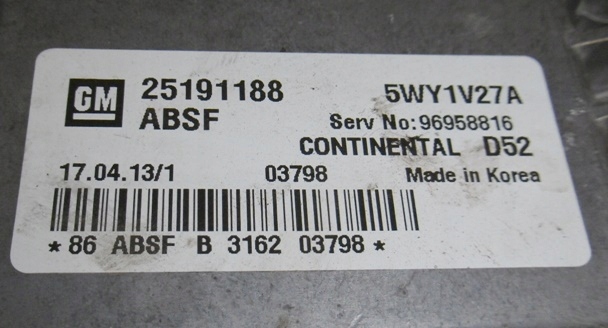 GM 25191188 5WY1V27A
ABSF Serv No:96958816
CONTINENTAL D52
17.04.13/1 03798 Made in Korea
*86 ABSF B 3162 03798*